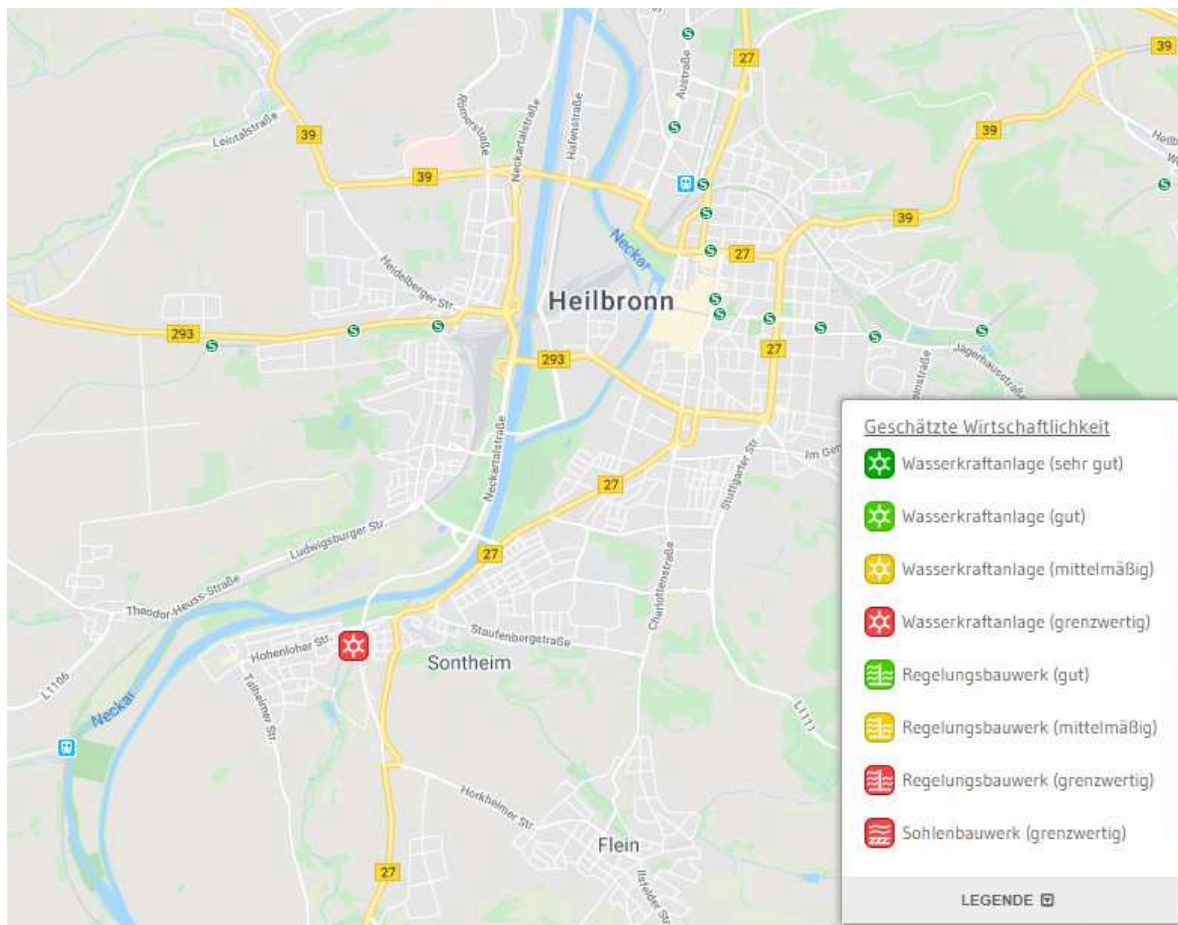 39
27
Austraße
Römerstraße
Neckartalstraße
Hafenstraße
Leintalstraße
39
39
39
39
27
Neckar
Heidelberger Str.
Heilbronn
293
293
27
Jägerhausstraße
Neckartalstraße
Stuttgarter Str
27
Ludwigsburger Str.
27
Theodor-Heuss-Straße
Charlottenstraße
Hohenloher Str.
Staufenbergstraße
Sontheim
L1106
Talheimer Str.
Neckar
L1111
Horkheimer Str.
Flein
27
Ilsfelder Str.
Geschätzte Wirtschaftlichkeit
Wasserkraftanlage (sehr gut)
Wasserkraftanlage (gut)
Wasserkraftanlage (mittelmäßig)
Wasserkraftanlage (grenzwertig)
Regelungsbauwerk (gut)
Regelungsbauwerk (mittelmäßig)
Regelungsbauwerk (grenzwertig)
Sohlenbauwerk (grenzwertig)
LEGENDE